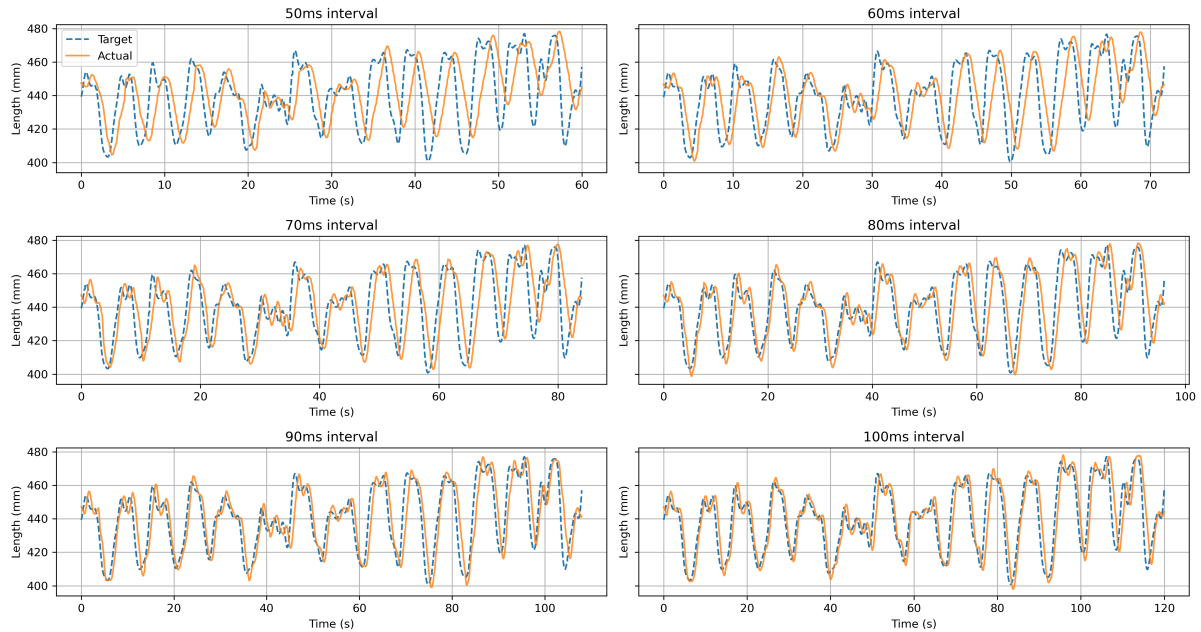 50ms interval
Length (mm)
480
460
440
420
400
Target
Actual
0 10 20 30 40 50 60
Time (s)
60ms interval
Length (mm)
0 10 20 30 40 50 60 70
Time (s)
70ms interval
Length (mm)
480
460
440
420
400
0 20 40 60 80
Time (s)
80ms interval
Length (mm)
0 20 40 60 80 100
Time (s)
90ms interval
Length (mm)
480
460
440
420
400
0 20 40 60 80 100
Time (s)
100ms interval
Length (mm)
0 20 40 60 80 100 120
Time (s)